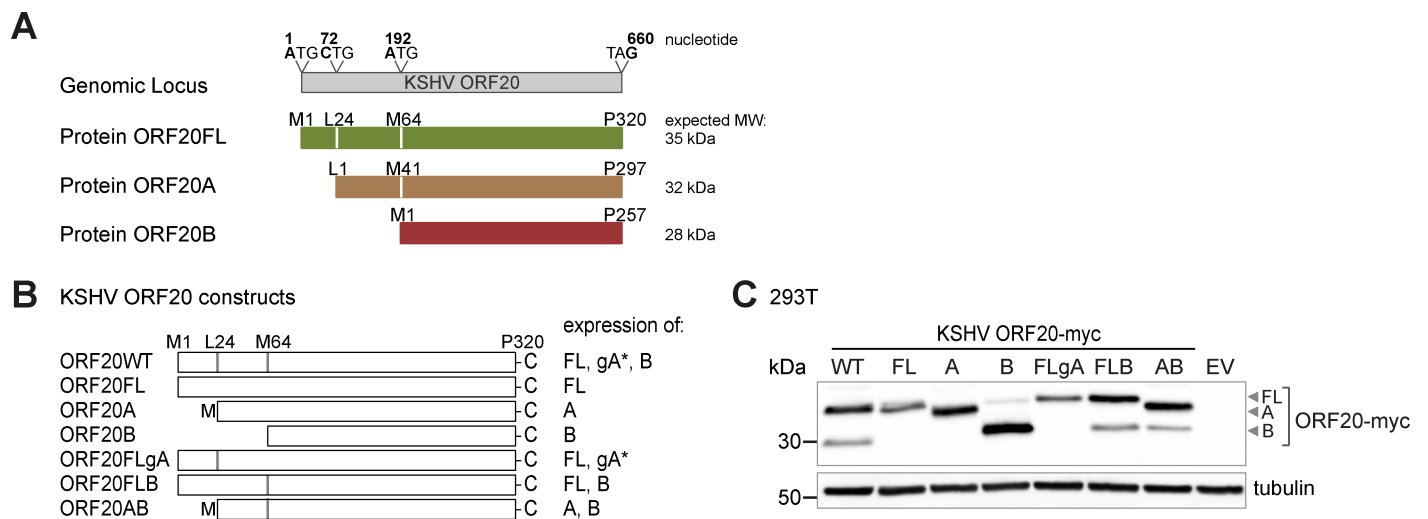 A
1 72 192 660 nucleotide
ATG CTG ATG TAG
Genomic Locus KSHV ORF20
M1 L24 M64 P320 expected MW:
Protein ORF20FL 35 kDa
L1 M41 P297
Protein ORF20A 32 kDa
M1 P257
Protein ORF20B 28 kDa
B KSHV ORF20 constructs
expression of:
M1 L24 M64 P320
ORF20WT C FL, gA*, B
ORF20FL C FL
ORF20A M C A
ORF20B C B
ORF20FLgA C FL, gA*
ORF20FLB C FL, B
ORF20AB M C A, B
C 293T
KSHV ORF20-myc
kDa WT FL A B FLgA FLB AB EV
FL
A
B
ORF20-myc
30
50 tubulin